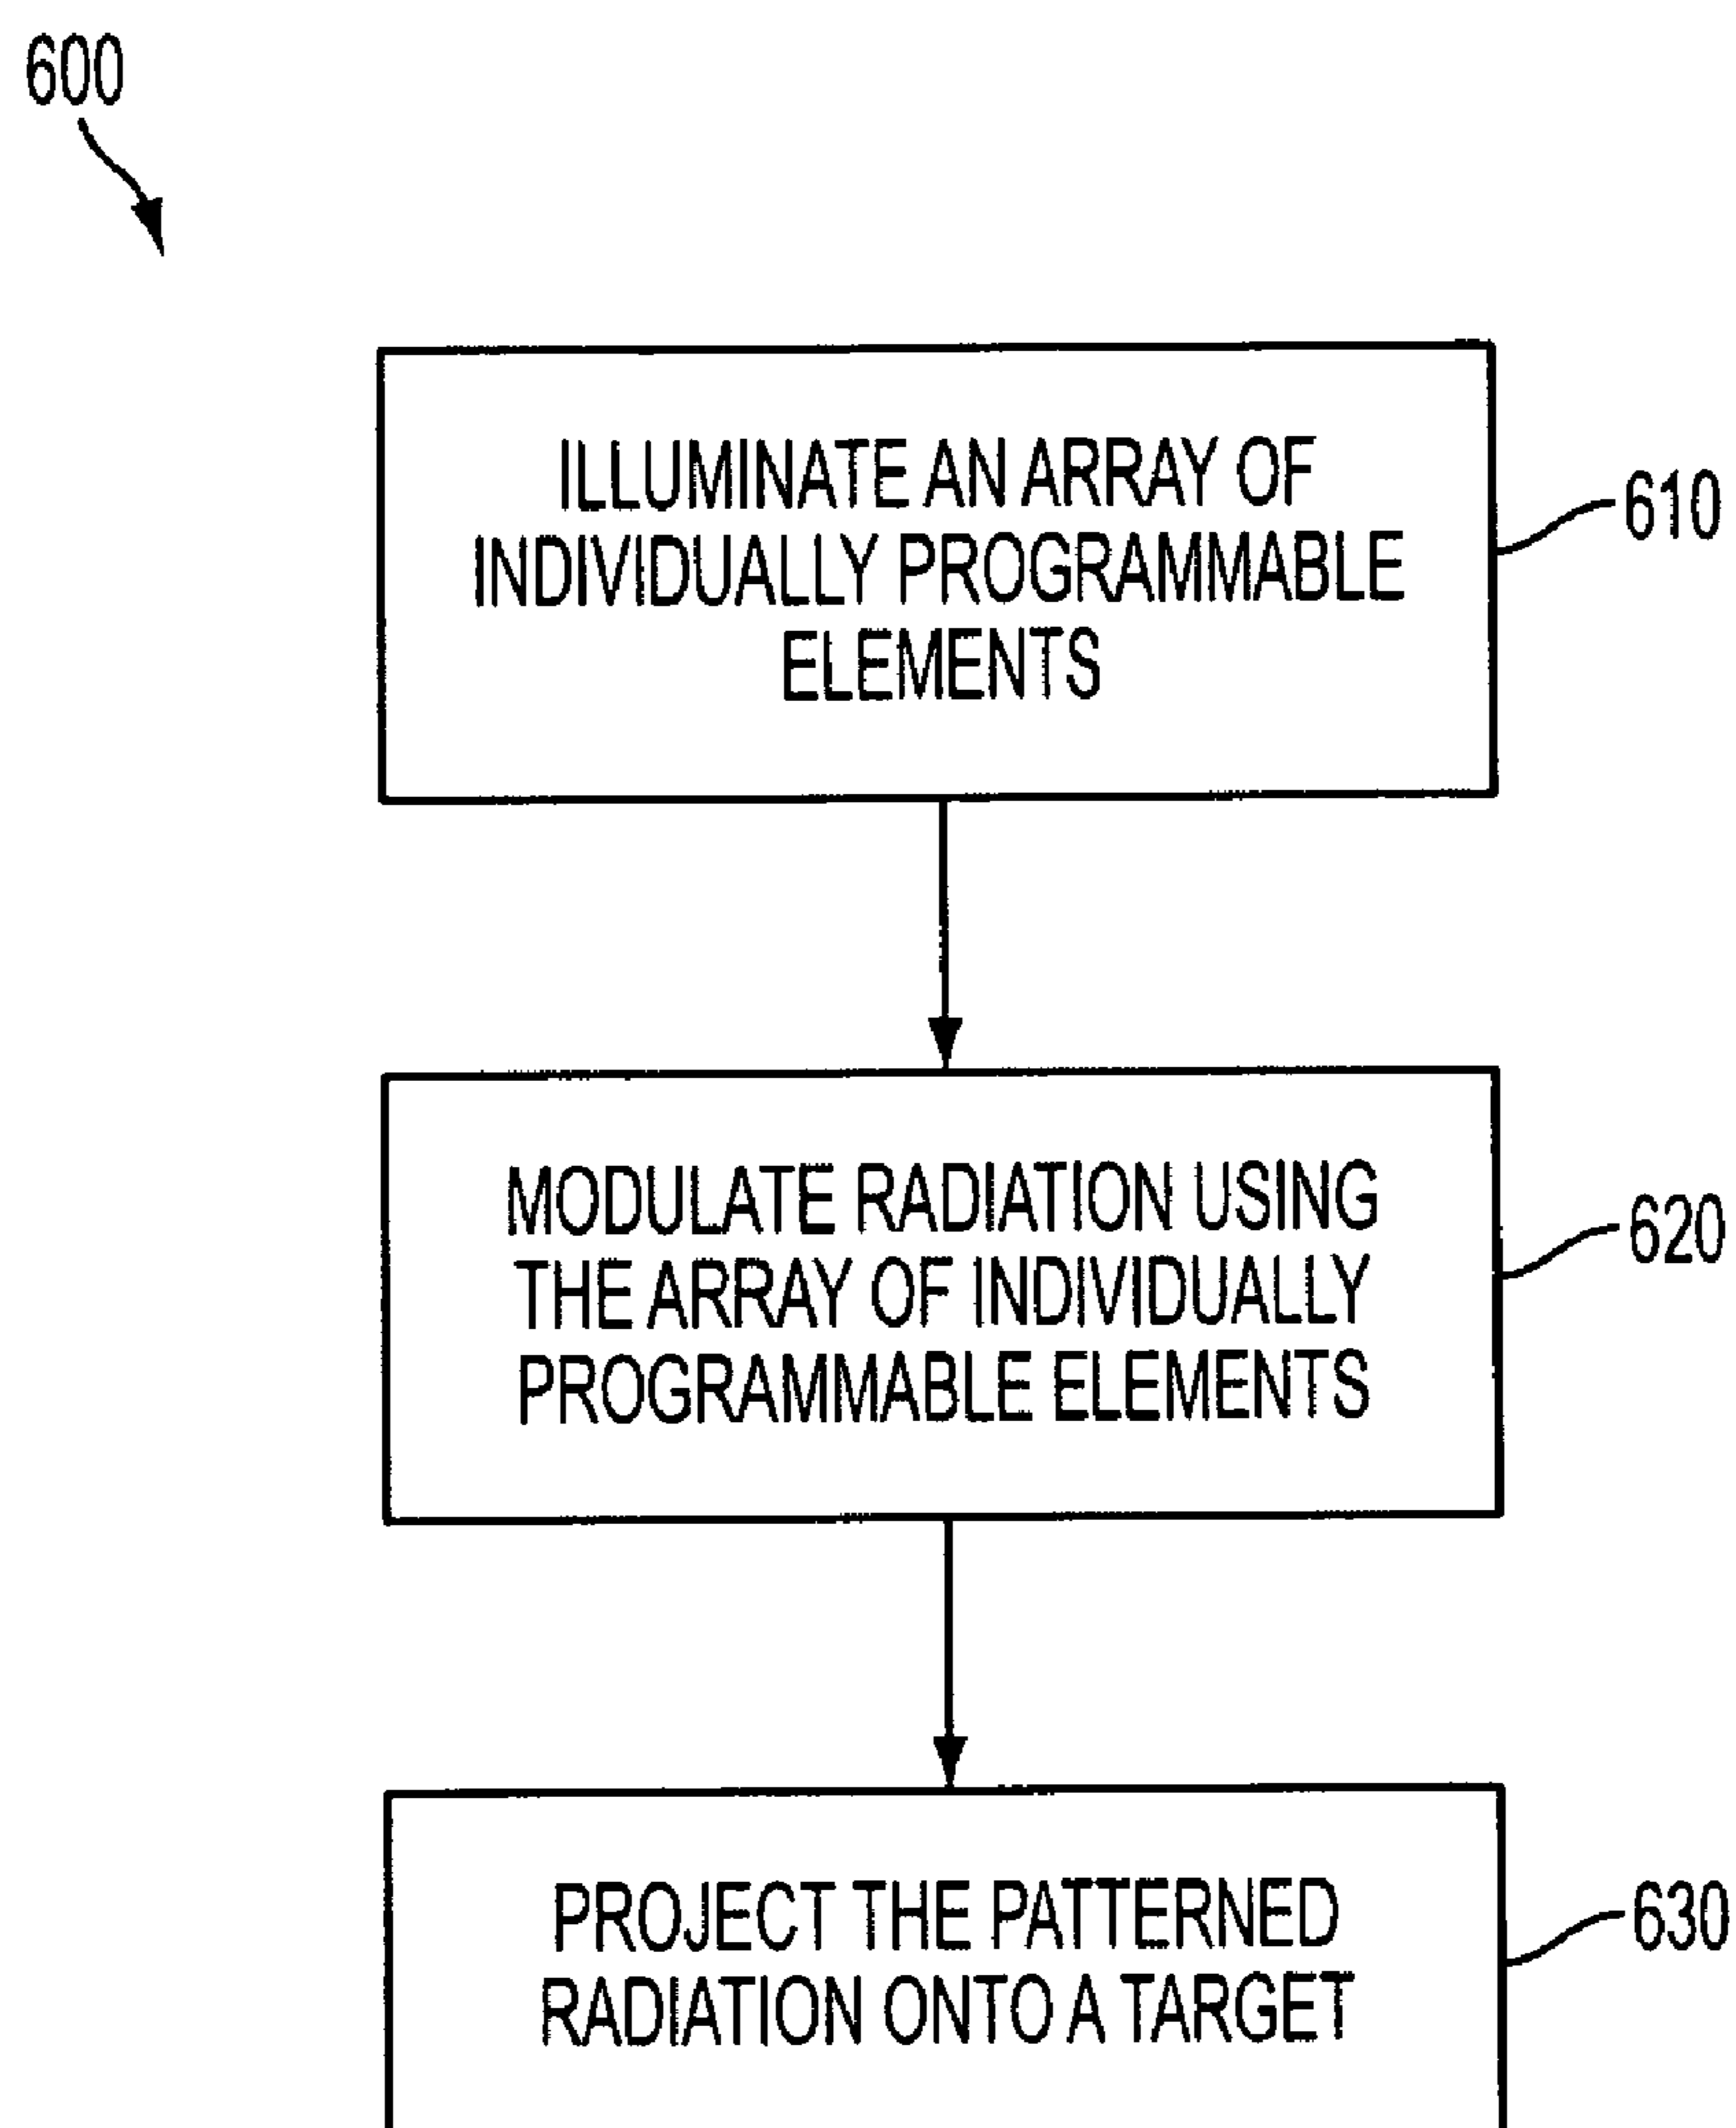 600
ILLUMINATE AN ARRAY OF
INDIVIDUALLY PROGRAMMABLE
ELEMENTS
610
MODULATE RADIATION USING
THE ARRAY OF INDIVIDUALLY
PROGRAMMABLE ELEMENTS
620
PROJECT THE PATTERNED
RADIATION ONTO A TARGET
630